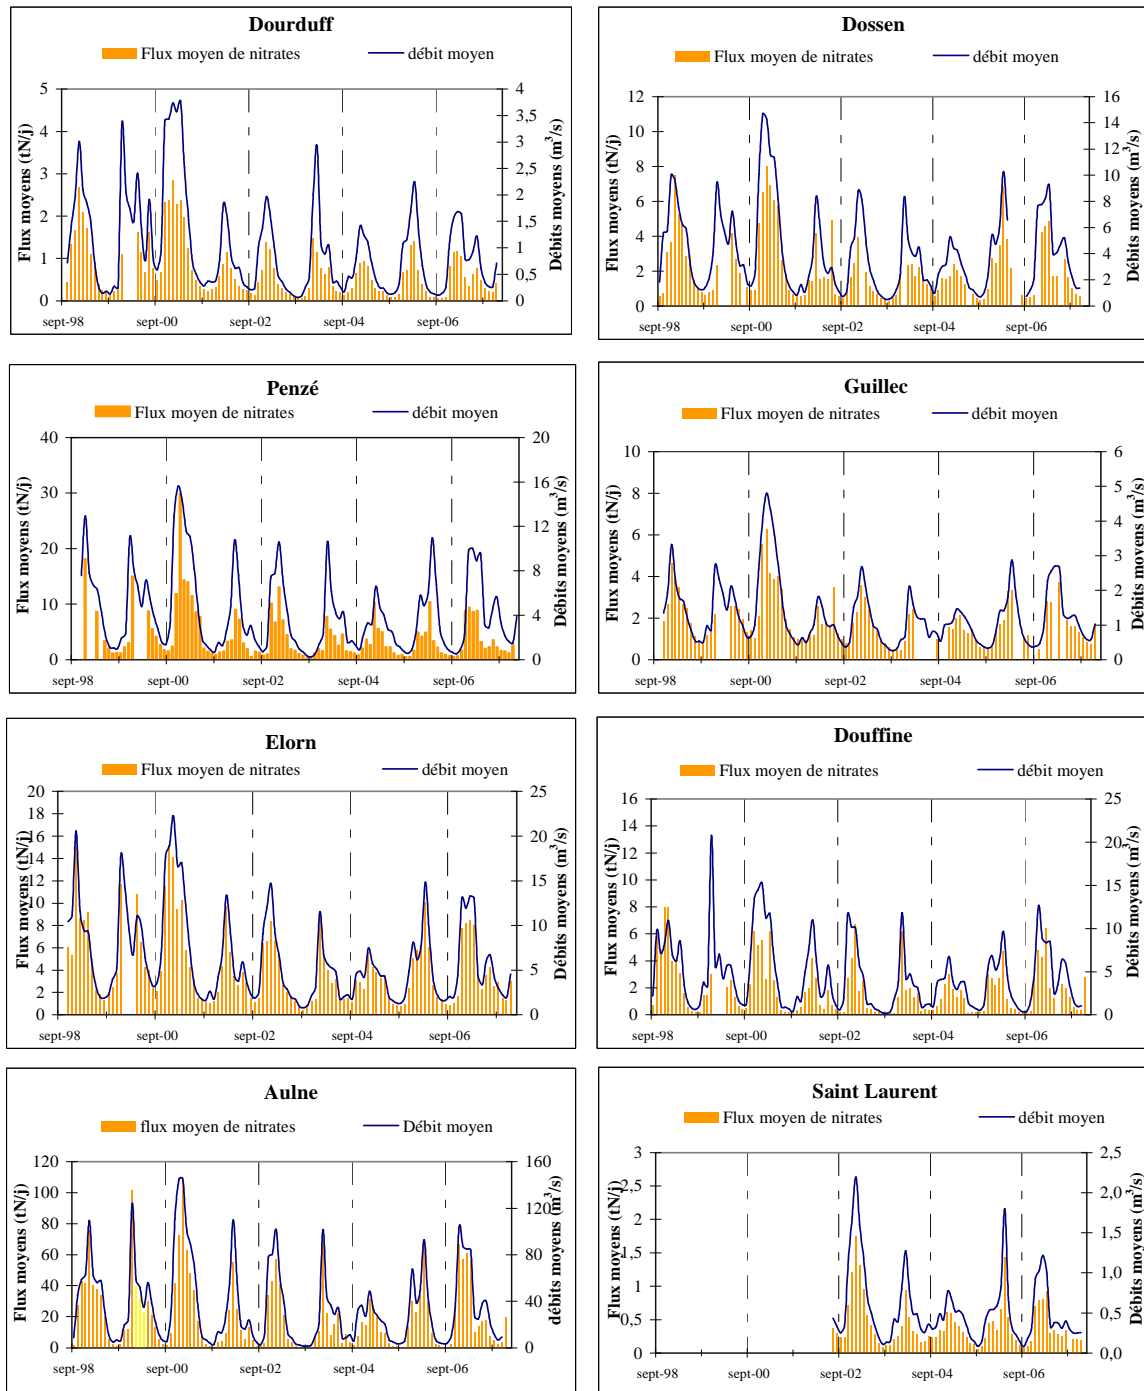 Dourduff
Flux moyen de nitrates débit moyen
Flux moyens (tN/j)
5
4
3
2
1
0
4
3,5
3
2,5
2
1,5
1
0,5
0
Débits moyens (m³/s)
sept-98 sept-00 sept-02 sept-04 sept-06
Dossen
Flux moyen de nitrates débit moyen
Flux moyens (tN/j)
12
10
8
6
4
2
0
16
14
12
10
8
6
4
2
0
Débits moyens (m³/s)
sept-98 sept-00 sept-02 sept-04 sept-06
Penzé
Flux moyen de nitrates débit moyen
Flux moyens (tN/j)
40
30
20
10
0
20
16
12
8
4
0
Débits moyens (m³/s)
sept-98 sept-00 sept-02 sept-04 sept-06
Guillec
Flux moyen de nitrates débit moyen
Flux moyens (tN/j)
10
8
6
4
2
0
6
5
4
3
2
1
0
Débits moyens (m³/s)
sept-98 sept-00 sept-02 sept-04 sept-06
Elorn
Flux moyen de nitrates débit moyen
Flux moyens (tN/j)
20
18
16
14
12
10
8
6
4
2
0
25
20
15
10
5
0
Débits moyens (m³/s)
sept-98 sept-00 sept-02 sept-04 sept-06
Douffine
Flux moyen de nitrates débit moyen
Flux moyens (tN/j)
16
14
12
10
8
6
4
2
0
25
20
15
10
5
0
Débits moyens (m³/s)
sept-98 sept-00 sept-02 sept-04 sept-06
Aulne
flux moyen de nitrates Débit moyen
Flux moyens (tN/j)
120
100
80
60
40
20
0
160
120
80
40
0
débits moyens (m³/s)
sept-98 sept-00 sept-02 sept-04 sept-06
Saint Laurent
Flux moyen de nitrates débit moyen
Flux moyens (tN/j)
3
2,5
2
1,5
1
0,5
0
2,5
2,0
1,5
1,0
0,5
0,0
Débits moyens (m³/s)
sept-98 sept-00 sept-02 sept-04 sept-06